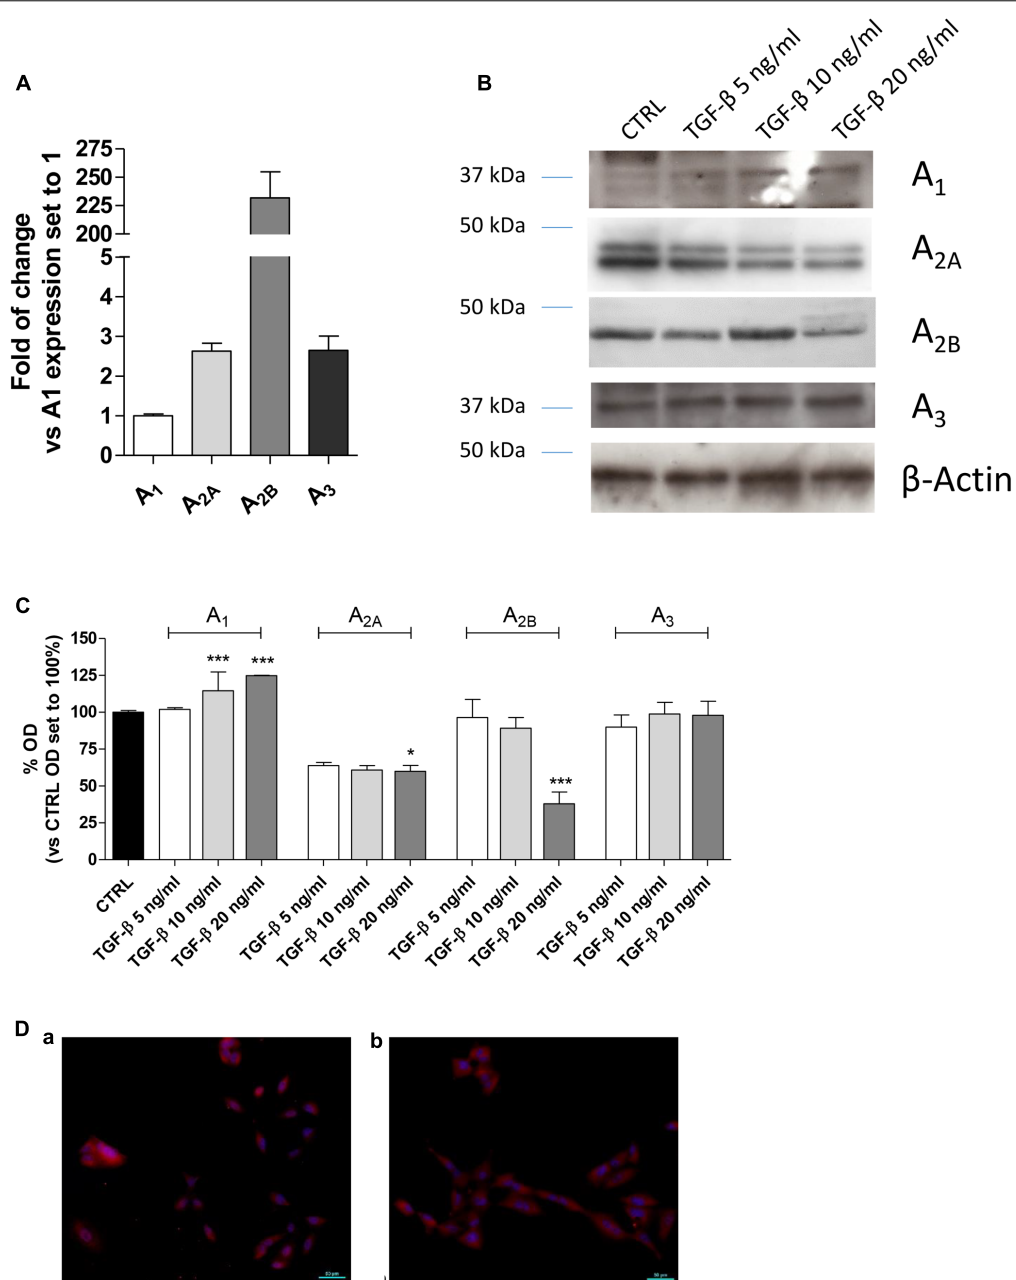 A
Fold of change
vs A1 expression set to 1
275
250
225
200
5
4
3
2
1
0
A1
A2A
A2B
A3
B
CTRL
TGF-β 5 ng/ml
TGF-β 10 ng/ml
TGF-β 20 ng/ml
37 kDa
A1
50 kDa
A2A
50 kDa
A2B
37 kDa
A3
50 kDa
β-Actin
C
% OD
(vs CTRL OD set to 100%)
A1
A2A
A2B
A3
150
125
100
75
50
25
0
***
***
*
***
CTRL
TGF-β 5 ng/ml
TGF-β 10 ng/ml
TGF-β 20 ng/ml
TGF-β 5 ng/ml
TGF-β 10 ng/ml
TGF-β 20 ng/ml
TGF-β 5 ng/ml
TGF-β 10 ng/ml
TGF-β 20 ng/ml
TGF-β 5 ng/ml
TGF-β 10 ng/ml
TGF-β 20 ng/ml
D
a
b